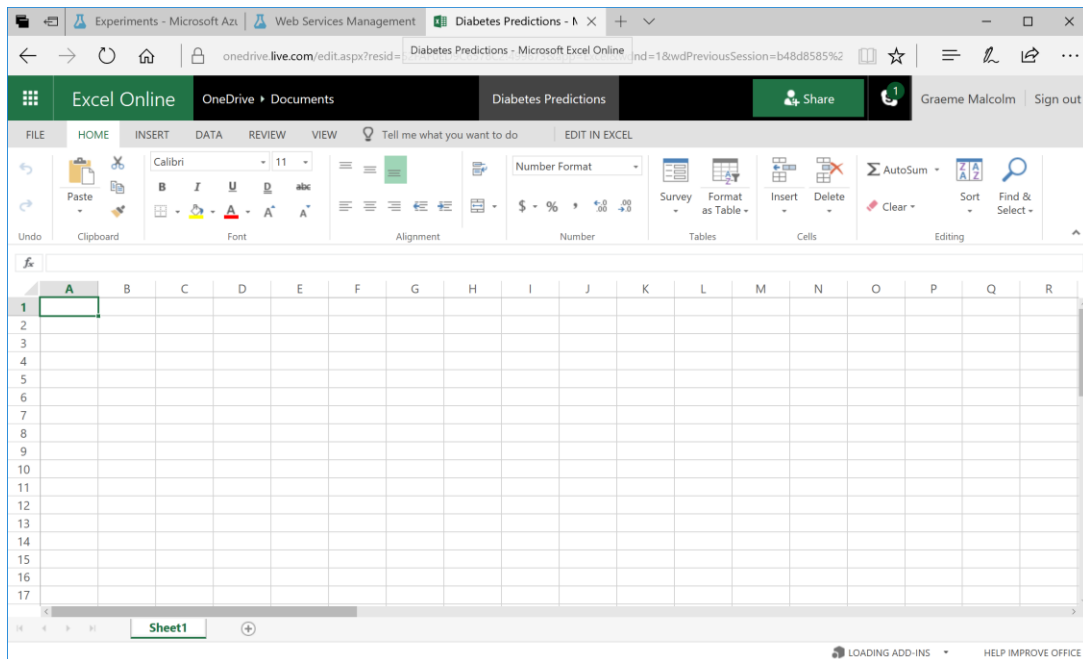 Experiments - Microsoft Azu Web Services Management Diabetes Predictions - M
onedrive.live.com/edit.aspx?resid= Diabetes Predictions - Microsoft Excel Online ind=1&wdPreviousSession=b48d8585%2
Excel Online OneDrive ▸ Documents Diabetes Predictions Share 1 Graeme Malcolm Sign out
FILE HOME INSERT DATA REVIEW VIEW Tell me what you want to do EDIT IN EXCEL
Calibri 11 Number Format AutoSum
Paste B I U D abc Survey Format as Table Insert Delete Sort Find & Select
A A A $ % , .00 .00 →.0 Clear
Undo Clipboard Font Alignment Number Tables Cells Editing
fx
A B C D E F G H I J K L M N O P Q R
1
2
3
4
5
6
7
8
9
10
11
12
13
14
15
16
17
Sheet1
LOADING ADD-INS HELP IMPROVE OFFICE